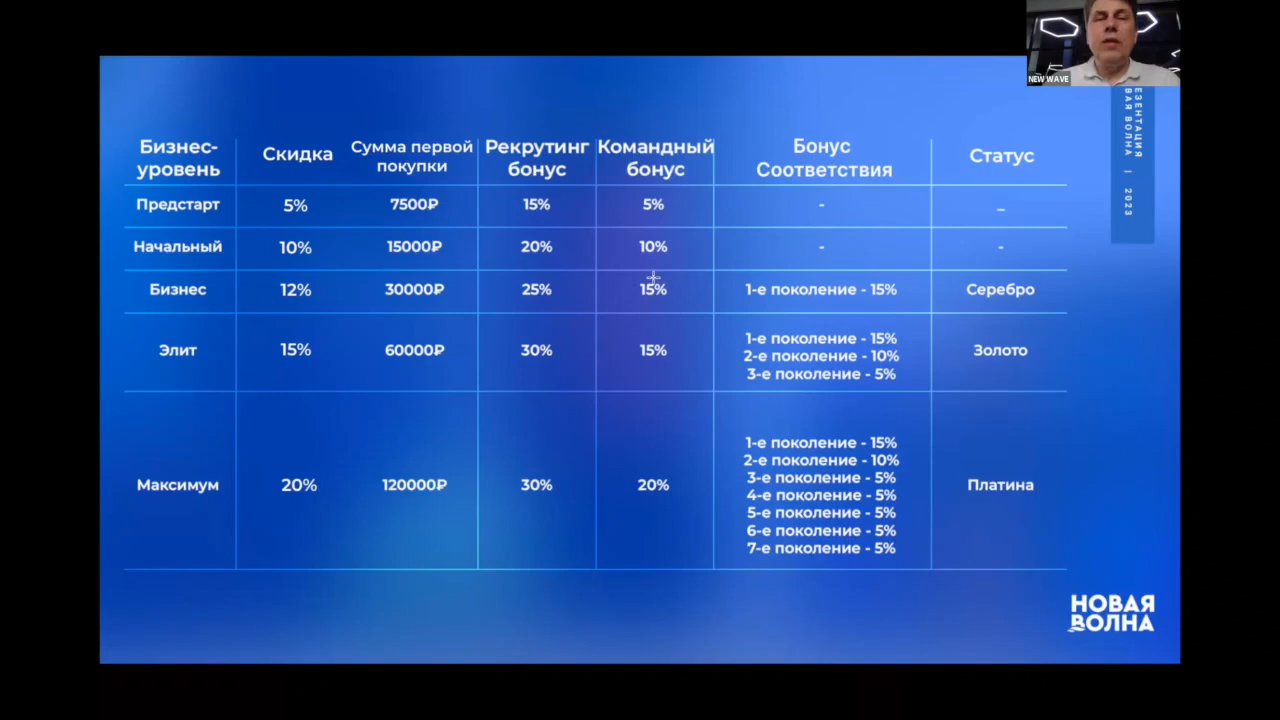 NEW WAVE
ЕЗЕНТАЦИЯ
ВАЯ ВОЛНА | 2023
Бизнес-уровень Скидка Сумма первой покупки Рекрутинг бонус Командный бонус Бонус Соответствия Статус
Предстарт 5% 7500₽ 15% 5% - _
Начальный 10% 15000₽ 20% 10% - -
Бизнес 12% 30000₽ 25% 15% 1-е поколение - 15% Серебро
Элит 15% 60000₽ 30% 15% 1-е поколение - 15%
2-е поколение - 10%
3-е поколение - 5%
Золото
Максимум 20% 120000₽ 30% 20% 1-е поколение - 15%
2-е поколение - 10%
3-е поколение - 5%
4-е поколение - 5%
5-е поколение - 5%
6-е поколение - 5%
7-е поколение - 5%
Платина
НОВАЯ
ВОЛНА